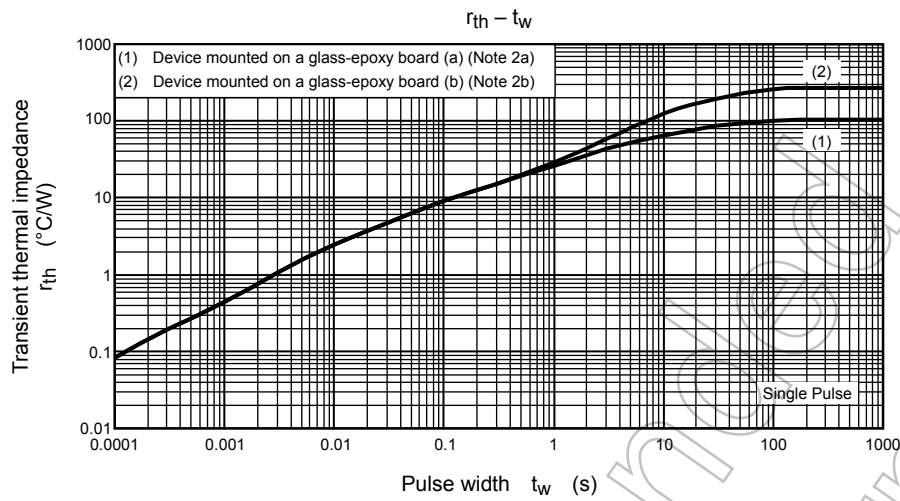 rth – tw
(1) Device mounted on a glass-epoxy board (a) (Note 2a)
(2) Device mounted on a glass-epoxy board (b) (Note 2b)
Transient thermal impedance
rth (°C/W)
1000
100
10
1
0.1
0.01
(2)
(1)
Single Pulse
0.0001 0.001 0.01 0.1 1 10 100 1000
Pulse width tw (s)